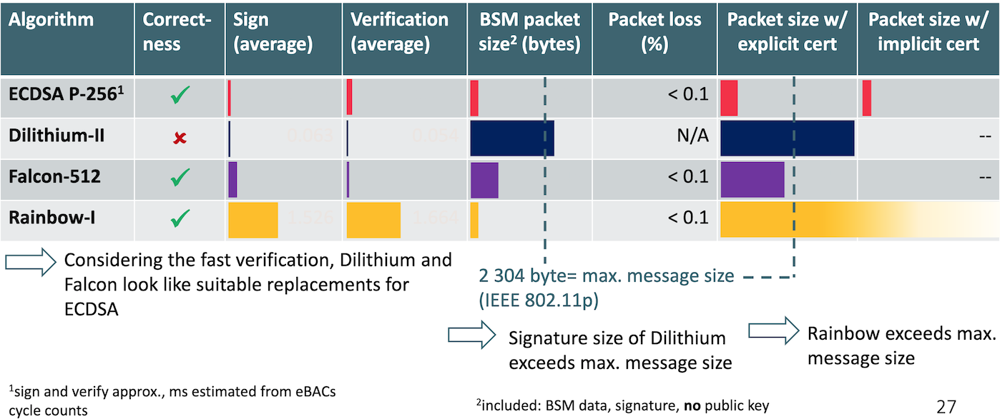 Algorithm
Correct-
ness
Sign
(average)
Verification
(average)
BSM packet
size2 (bytes)
Packet loss
(%)
Packet size w/
explicit cert
Packet size w/
implicit cert
ECDSA P-2561
< 0.1
Dilithium-II
0.063
0.054
N/A
--
Falcon-512
< 0.1
--
Rainbow-I
1.526
1.664
< 0.1
Considering the fast verification, Dilithium and
Falcon look like suitable replacements for
ECDSA
2 304 byte= max. message size
(IEEE 802.11p)
Signature size of Dilithium
exceeds max. message size
Rainbow exceeds max.
message size
1sign and verify approx., ms estimated from eBACs
cycle counts
2included: BSM data, signature, no public key
27